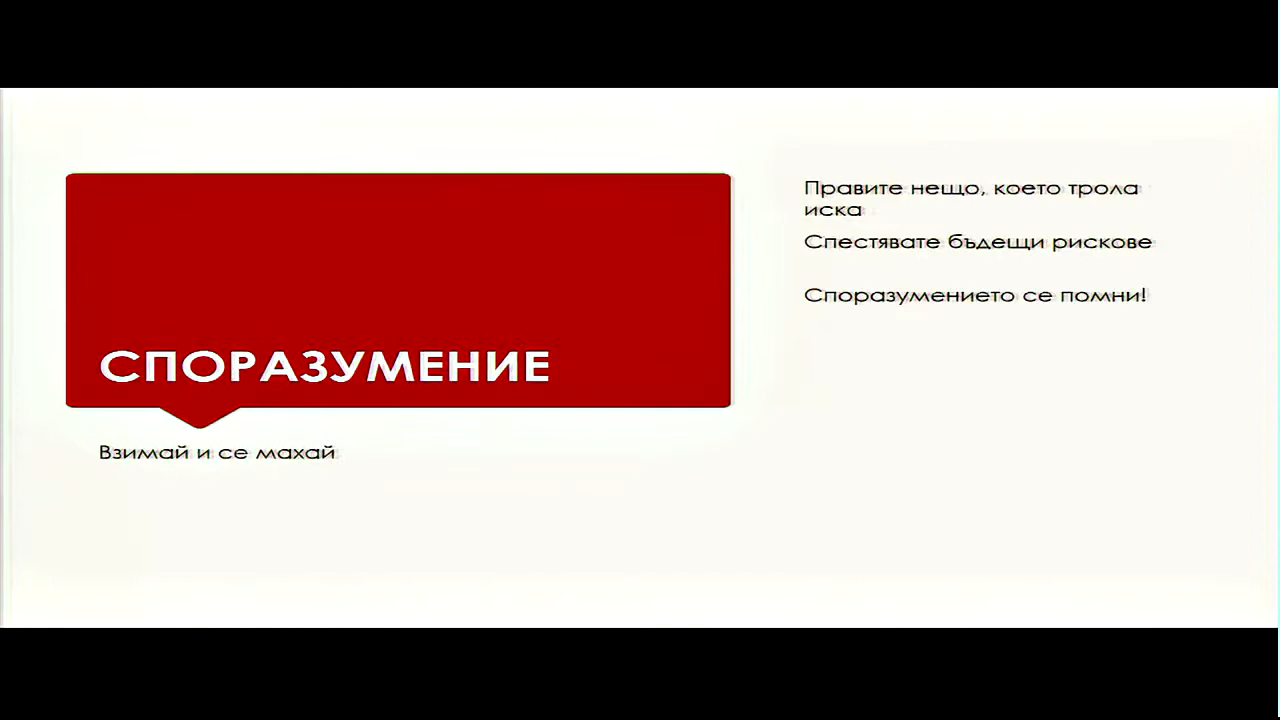 СПОРАЗУМЕНИЕ
Взимай и се махай
Правите нещо, което трола
иска
Спестявате бъдещи рискове
Споразумението се помни!